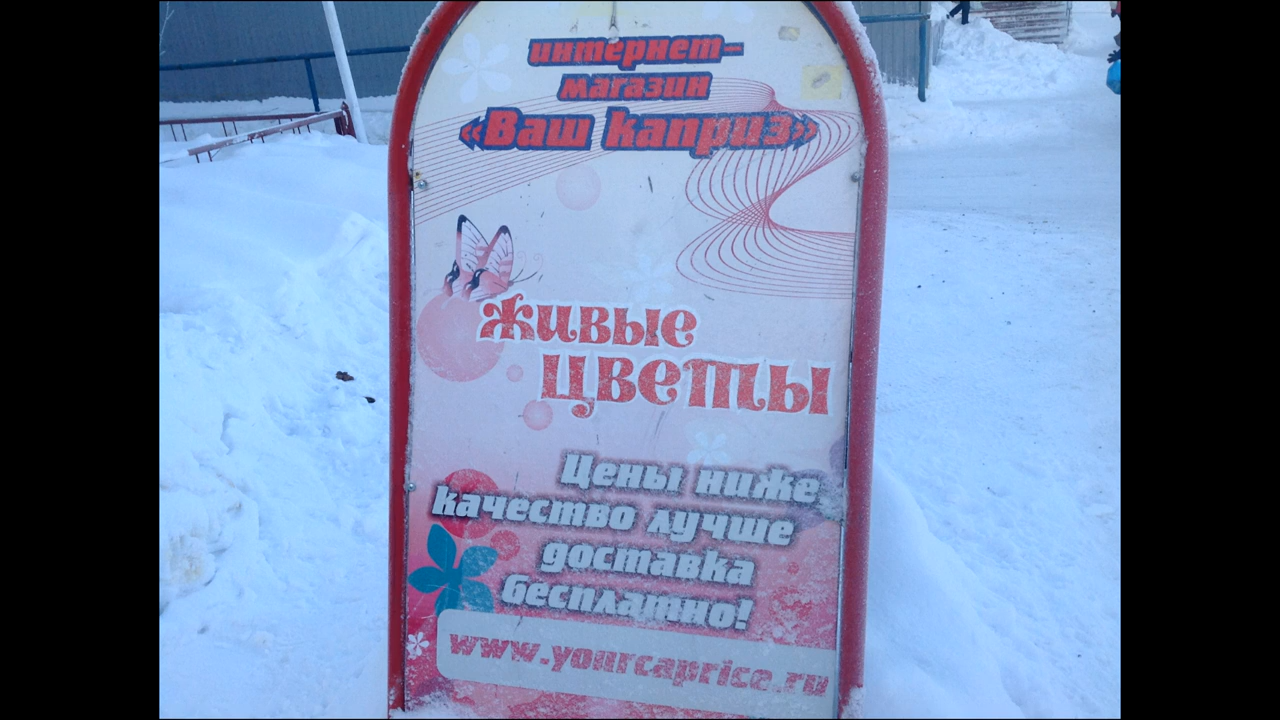 интернет-
магазин
«Ваш каприз»
живые
цветы
Цены ниже
качество лучше
доставка
бесплатно!
www.yourcaprice.ru